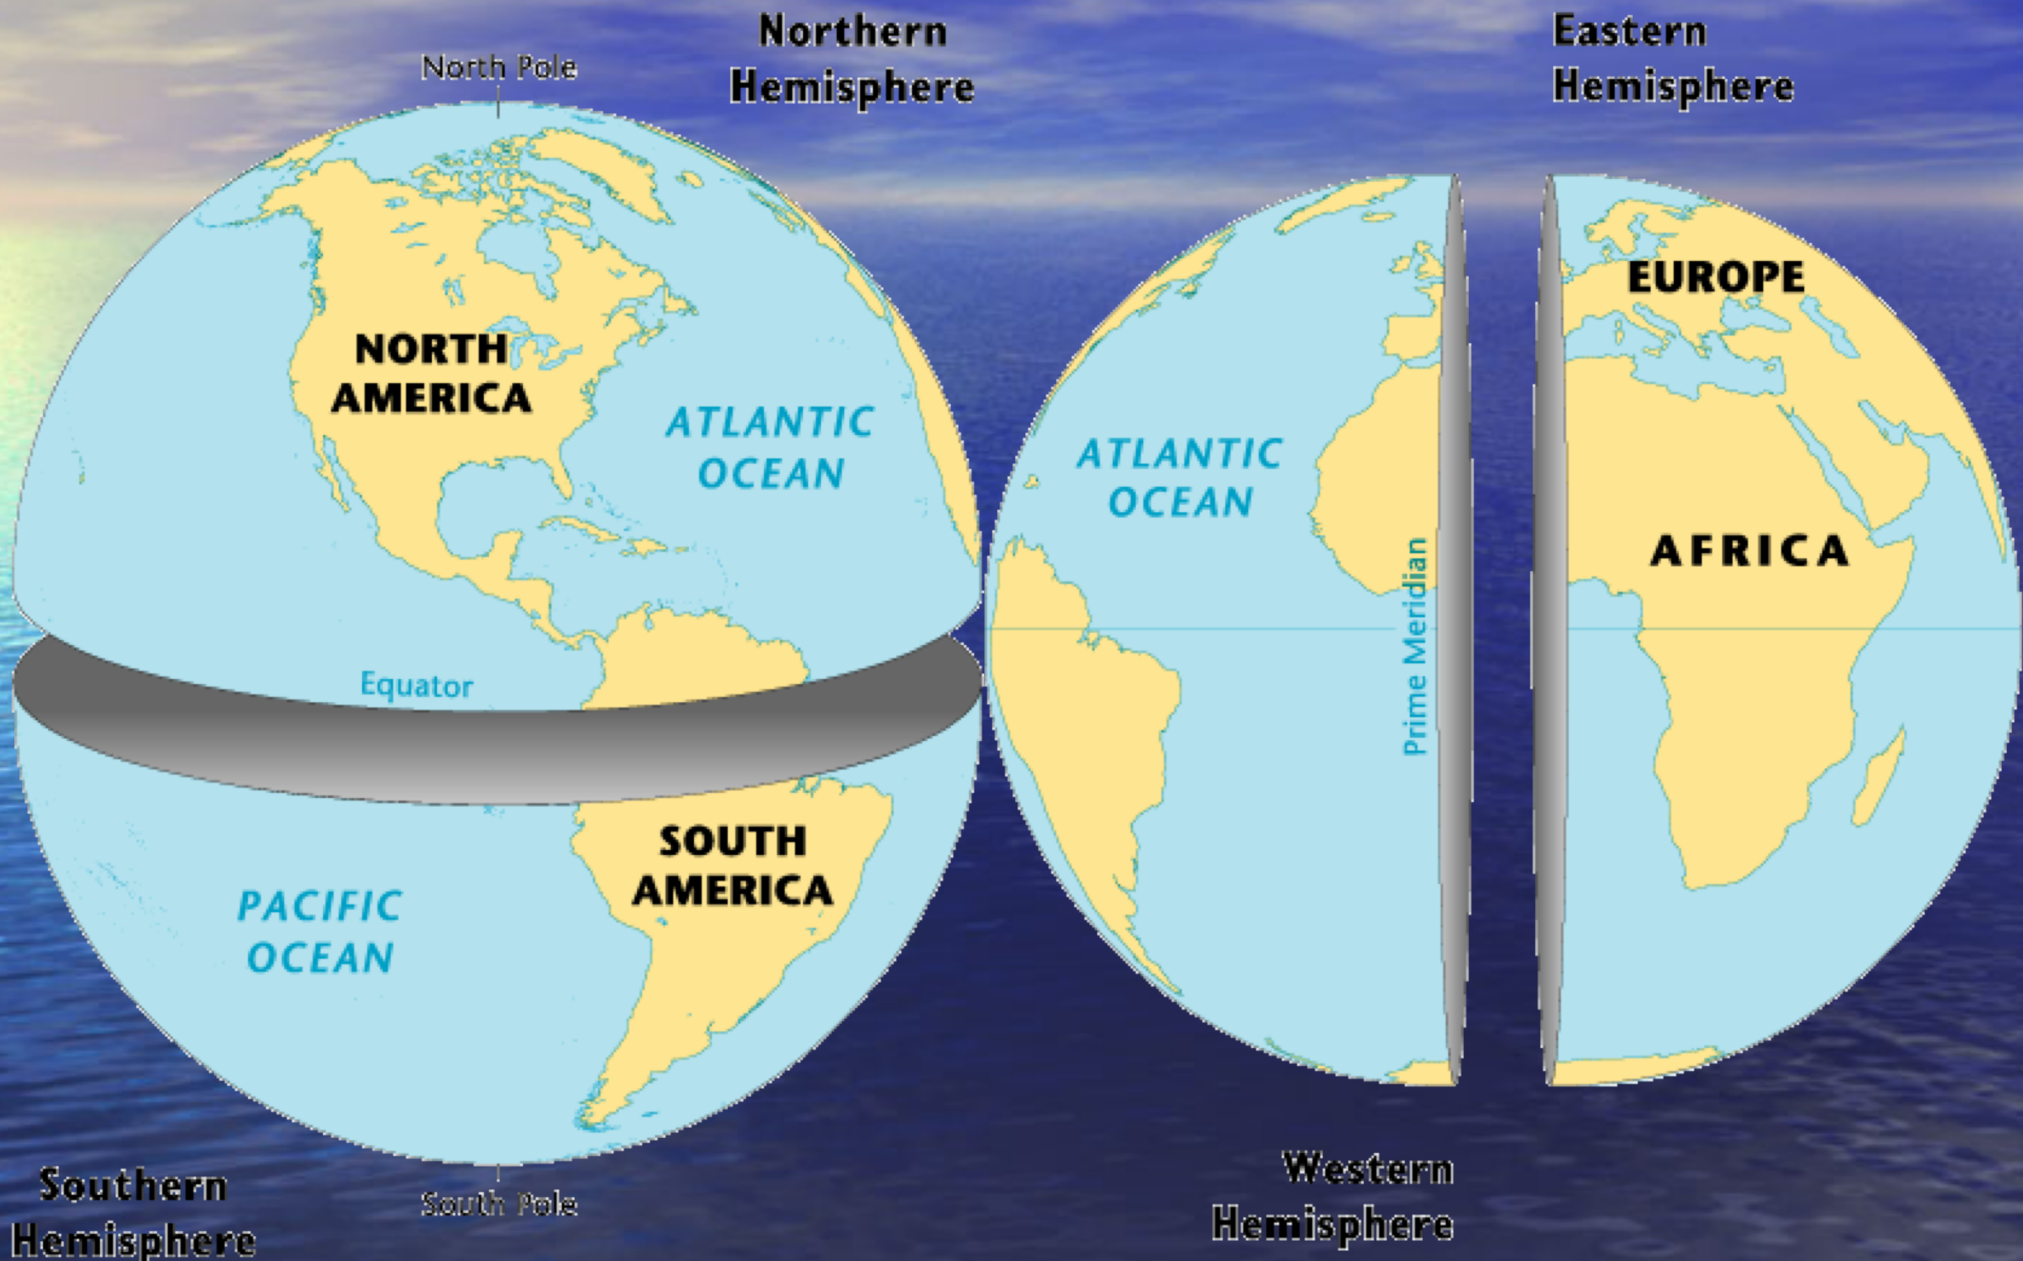 Northern
Hemisphere
Eastern
Hemisphere
North Pole
NORTH
AMERICA
ATLANTIC
OCEAN
Equator
SOUTH
AMERICA
PACIFIC
OCEAN
South Pole
Southern
Hemisphere
ATLANTIC
OCEAN
Prime Meridian
EUROPE
AFRICA
Western
Hemisphere